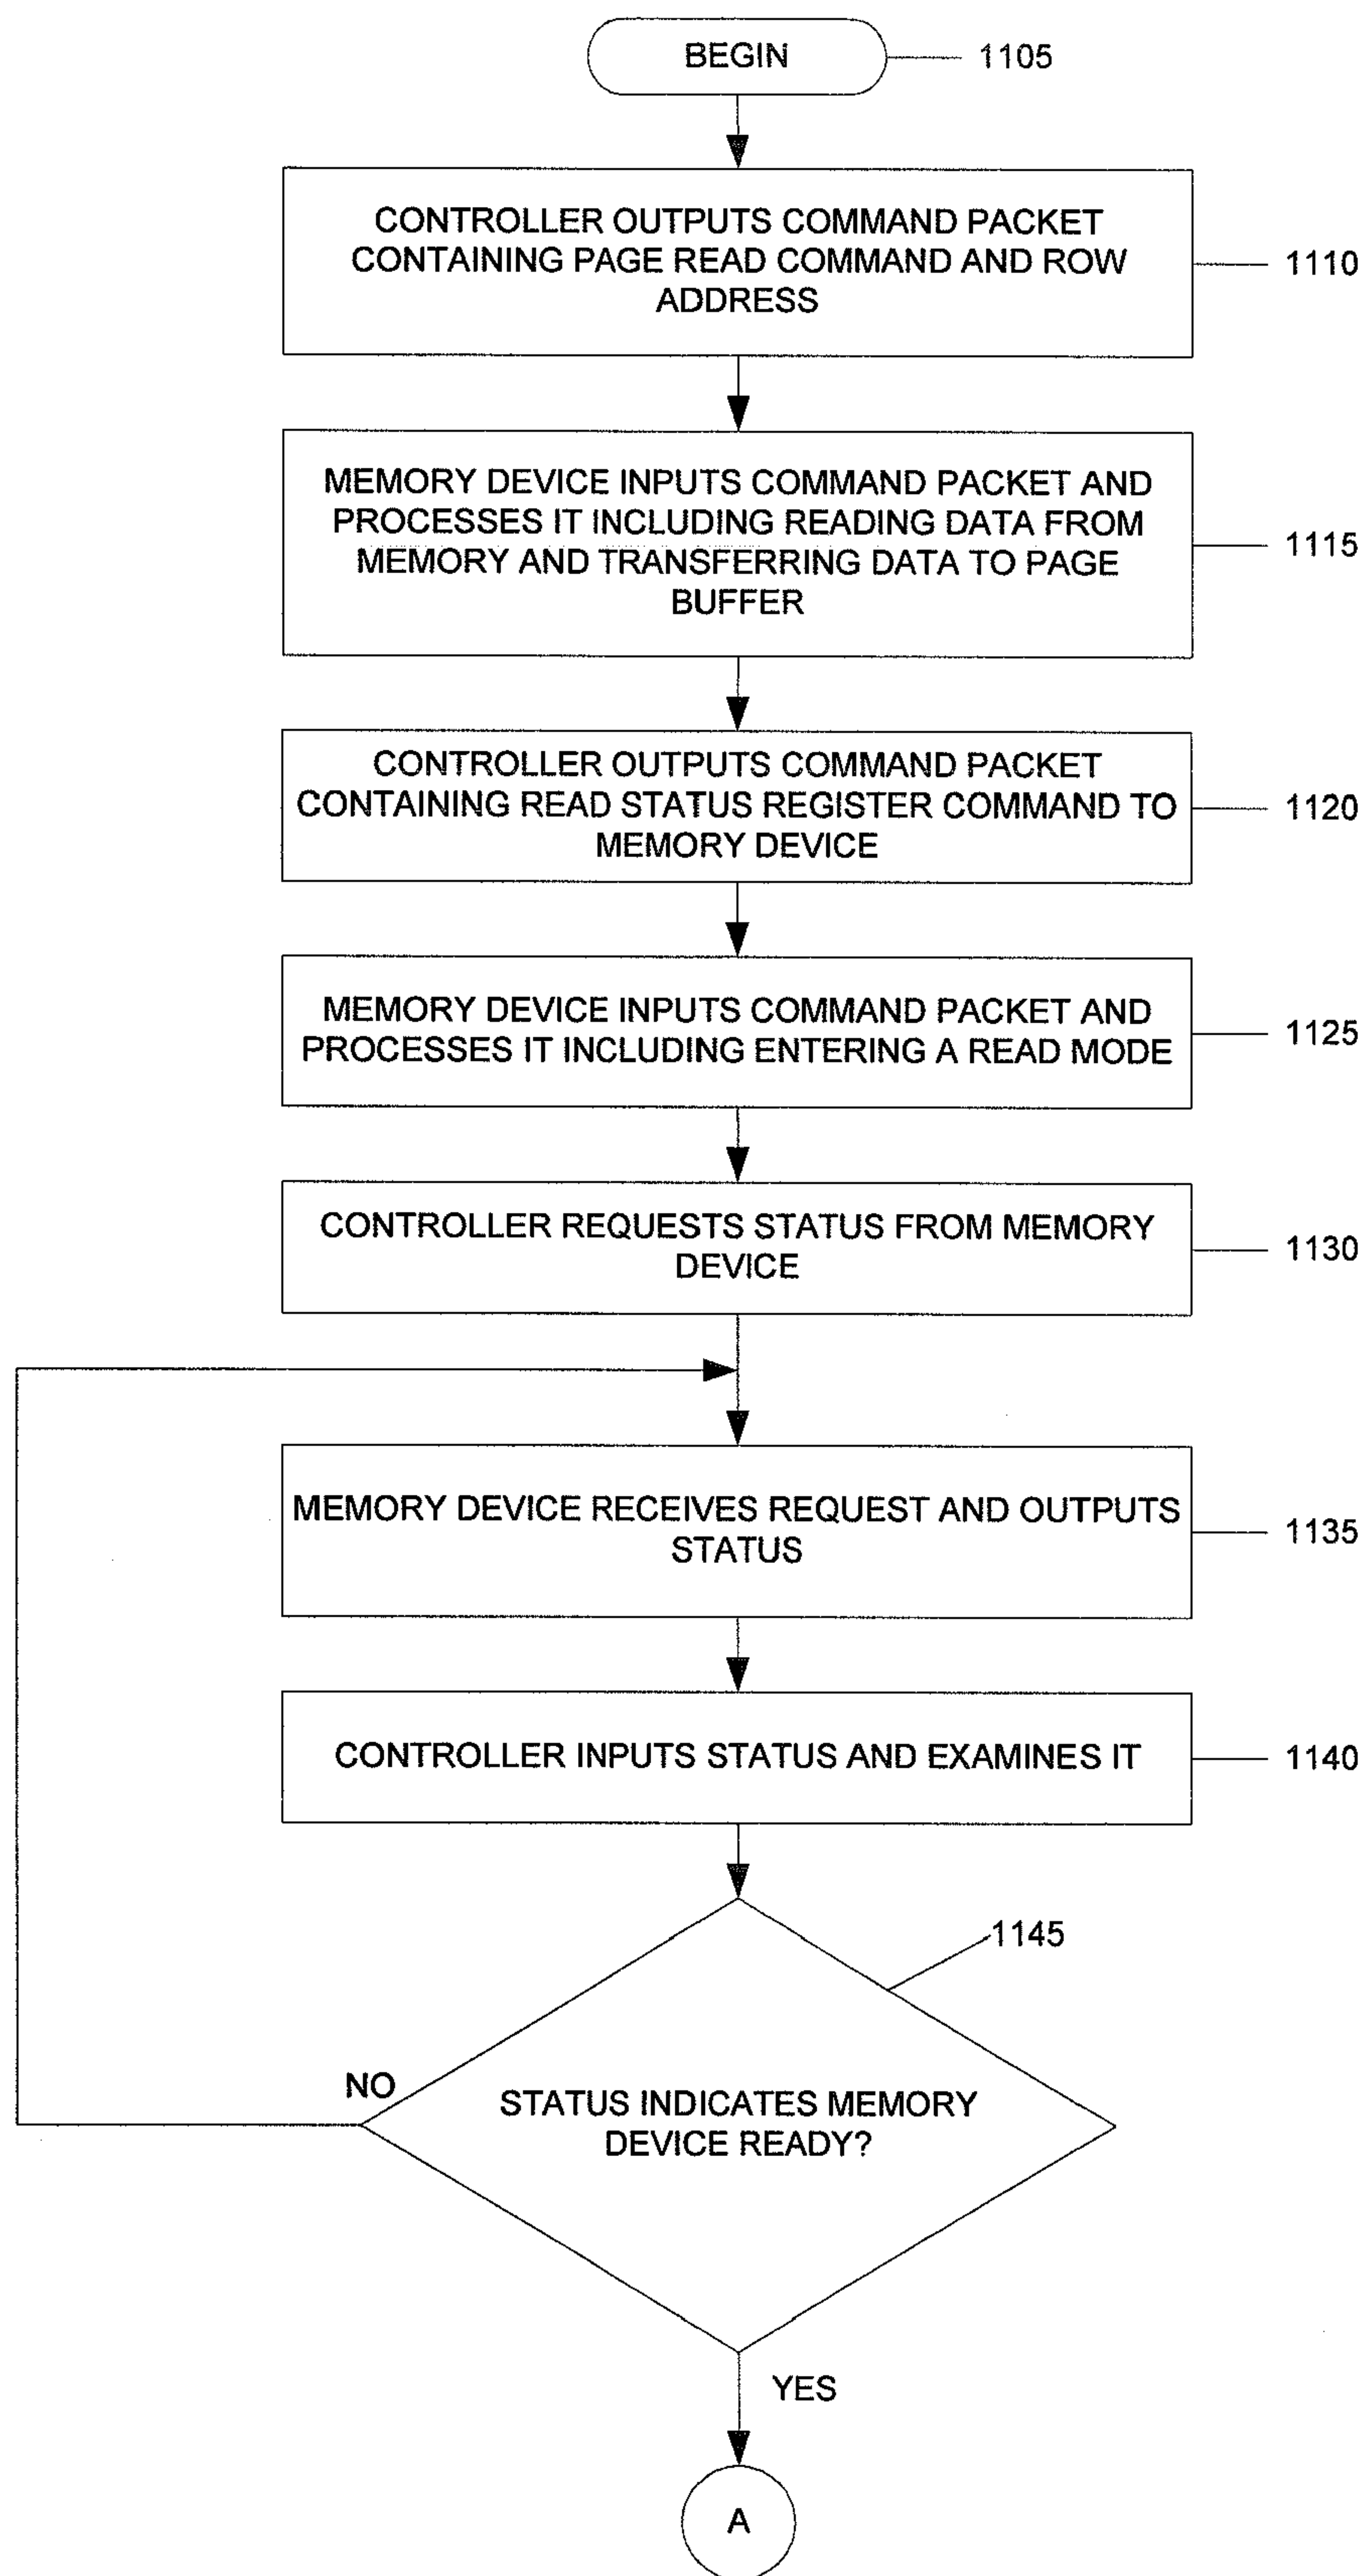 BEGIN
1105
CONTROLLER OUTPUTS COMMAND PACKET
CONTAINING PAGE READ COMMAND AND ROW
ADDRESS
1110
MEMORY DEVICE INPUTS COMMAND PACKET AND
PROCESSES IT INCLUDING READING DATA FROM
MEMORY AND TRANSFERRING DATA TO PAGE
BUFFER
1115
CONTROLLER OUTPUTS COMMAND PACKET
CONTAINING READ STATUS REGISTER COMMAND TO
MEMORY DEVICE
1120
MEMORY DEVICE INPUTS COMMAND PACKET AND
PROCESSES IT INCLUDING ENTERING A READ MODE
1125
CONTROLLER REQUESTS STATUS FROM MEMORY
DEVICE
1130
MEMORY DEVICE RECEIVES REQUEST AND OUTPUTS
STATUS
1135
CONTROLLER INPUTS STATUS AND EXAMINES IT
1140
1145
NO
STATUS INDICATES MEMORY
DEVICE READY?
YES
A